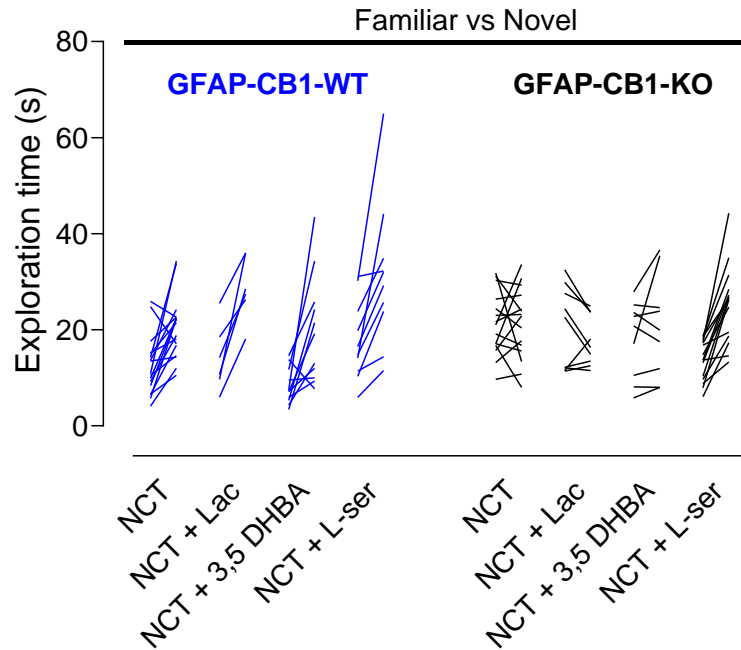 Familiar vs Novel
GFAP-CB1-WT
GFAP-CB1-KO
Exploration time (s)
80
60
40
20
0
NCT
NCT + Lac
NCT + 3,5 DHBA
NCT + L-ser
NCT
NCT + Lac
NCT + 3,5 DHBA
NCT + L-ser